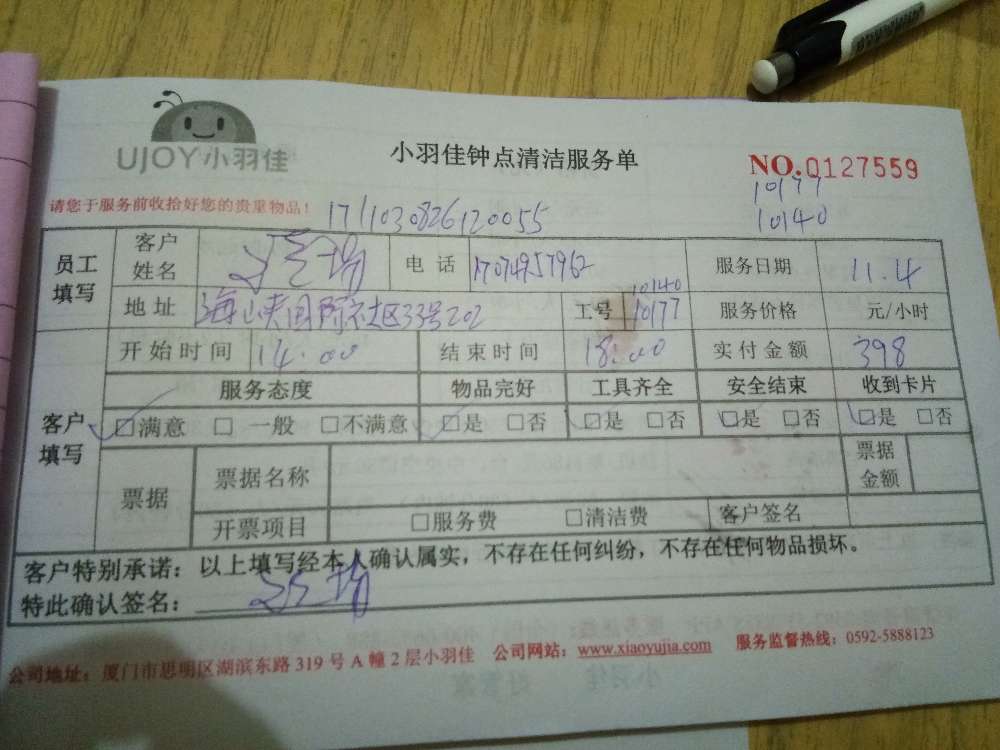 UJOY小羽佳
小羽佳钟点清洁服务单
NO.0127559
请您于服务前收拾好您的贵重物品!
1711030826120055
10177
10140
员工填写
客户姓名
电话 17074957962
服务日期 11.4
地址 海峡国际社区33号202
工号 10140 10177
服务价格 元/小时
开始时间 14.00
结束时间 18.00
实付金额 398
客户填写
服务态度 物品完好 工具齐全 安全结束 收到卡片
☑满意 □一般 □不满意 ☑是 □否 ☑是 □否 ☑是 □否 ☑是 □否
票据
票据名称
票据金额
开票项目 □服务费 □清洁费 客户签名
客户特别承诺:以上填写经本人确认属实,不存在任何纠纷,不存在任何物品损坏。
特此确认签名:
公司地址:厦门市思明区湖滨东路319号A幢2层小羽佳 公司网站:www.xiaoyujia.com 服务监督热线:0592-5888123